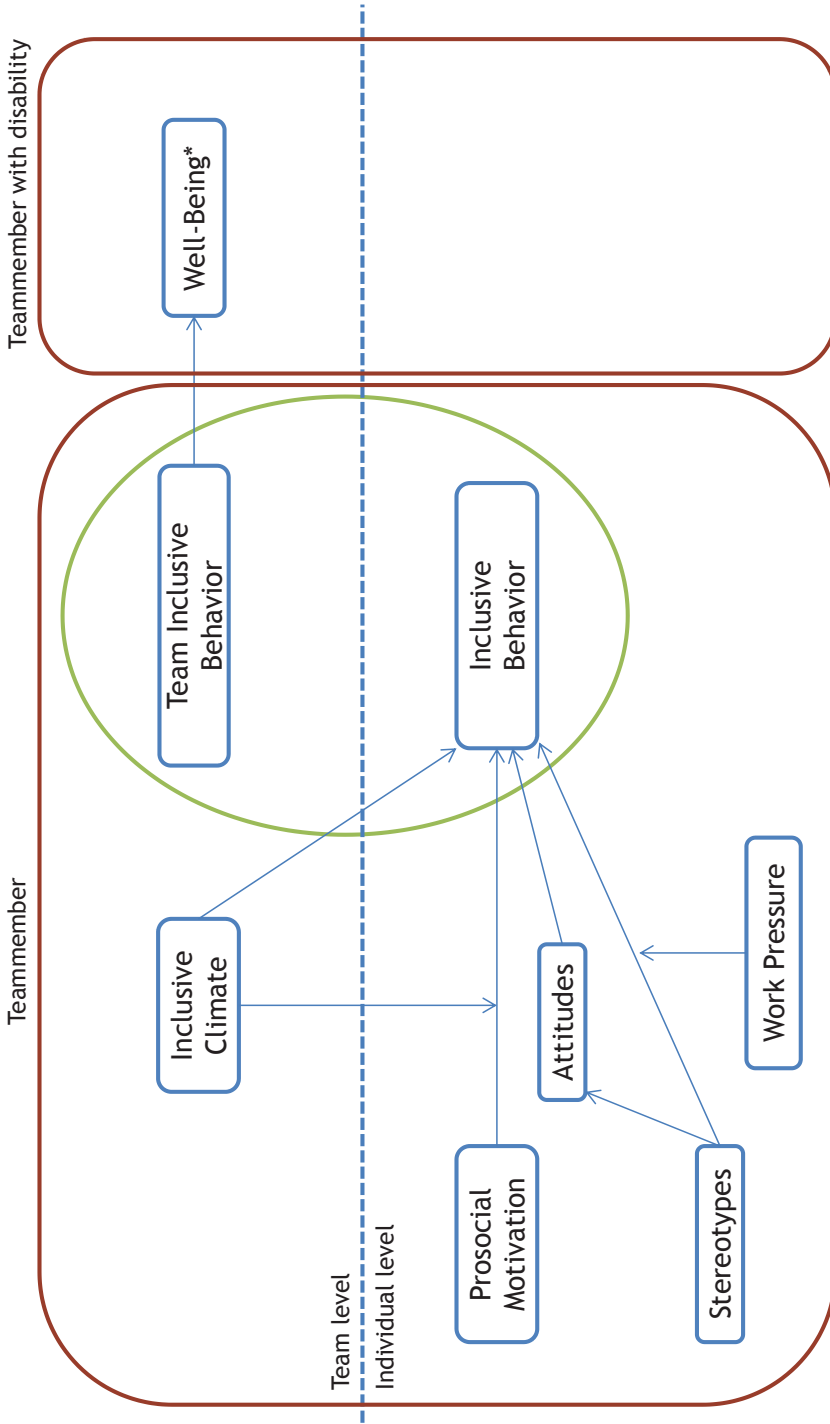 Teammember
Teammember with disability
Inclusive
Climate
Team Inclusive
Behavior
Well-Being*
Team level
Individual level
Prosocial
Motivation
Attitudes
Inclusive
Behavior
Stereotypes
Work Pressure